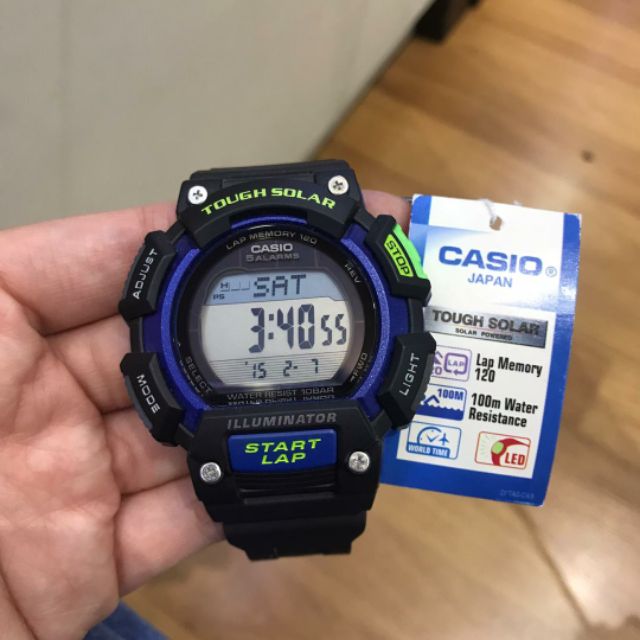 TOUGH SOLAR
LAP MEMORY 120
CASIO
5 ALARMS
ADJUST
REV
STOP
H
PS
SAT
3:40 55
'15 2-7
SELECT
FWD
MODE
LIGHT
WATER RESIST 10BAR
ILLUMINATOR
START
LAP
CASIO®
JAPAN
TOUGH SOLAR
SOLAR POWERED
Lap Memory
120
100M
100m Water
Resistance
WORLD TIME
LED